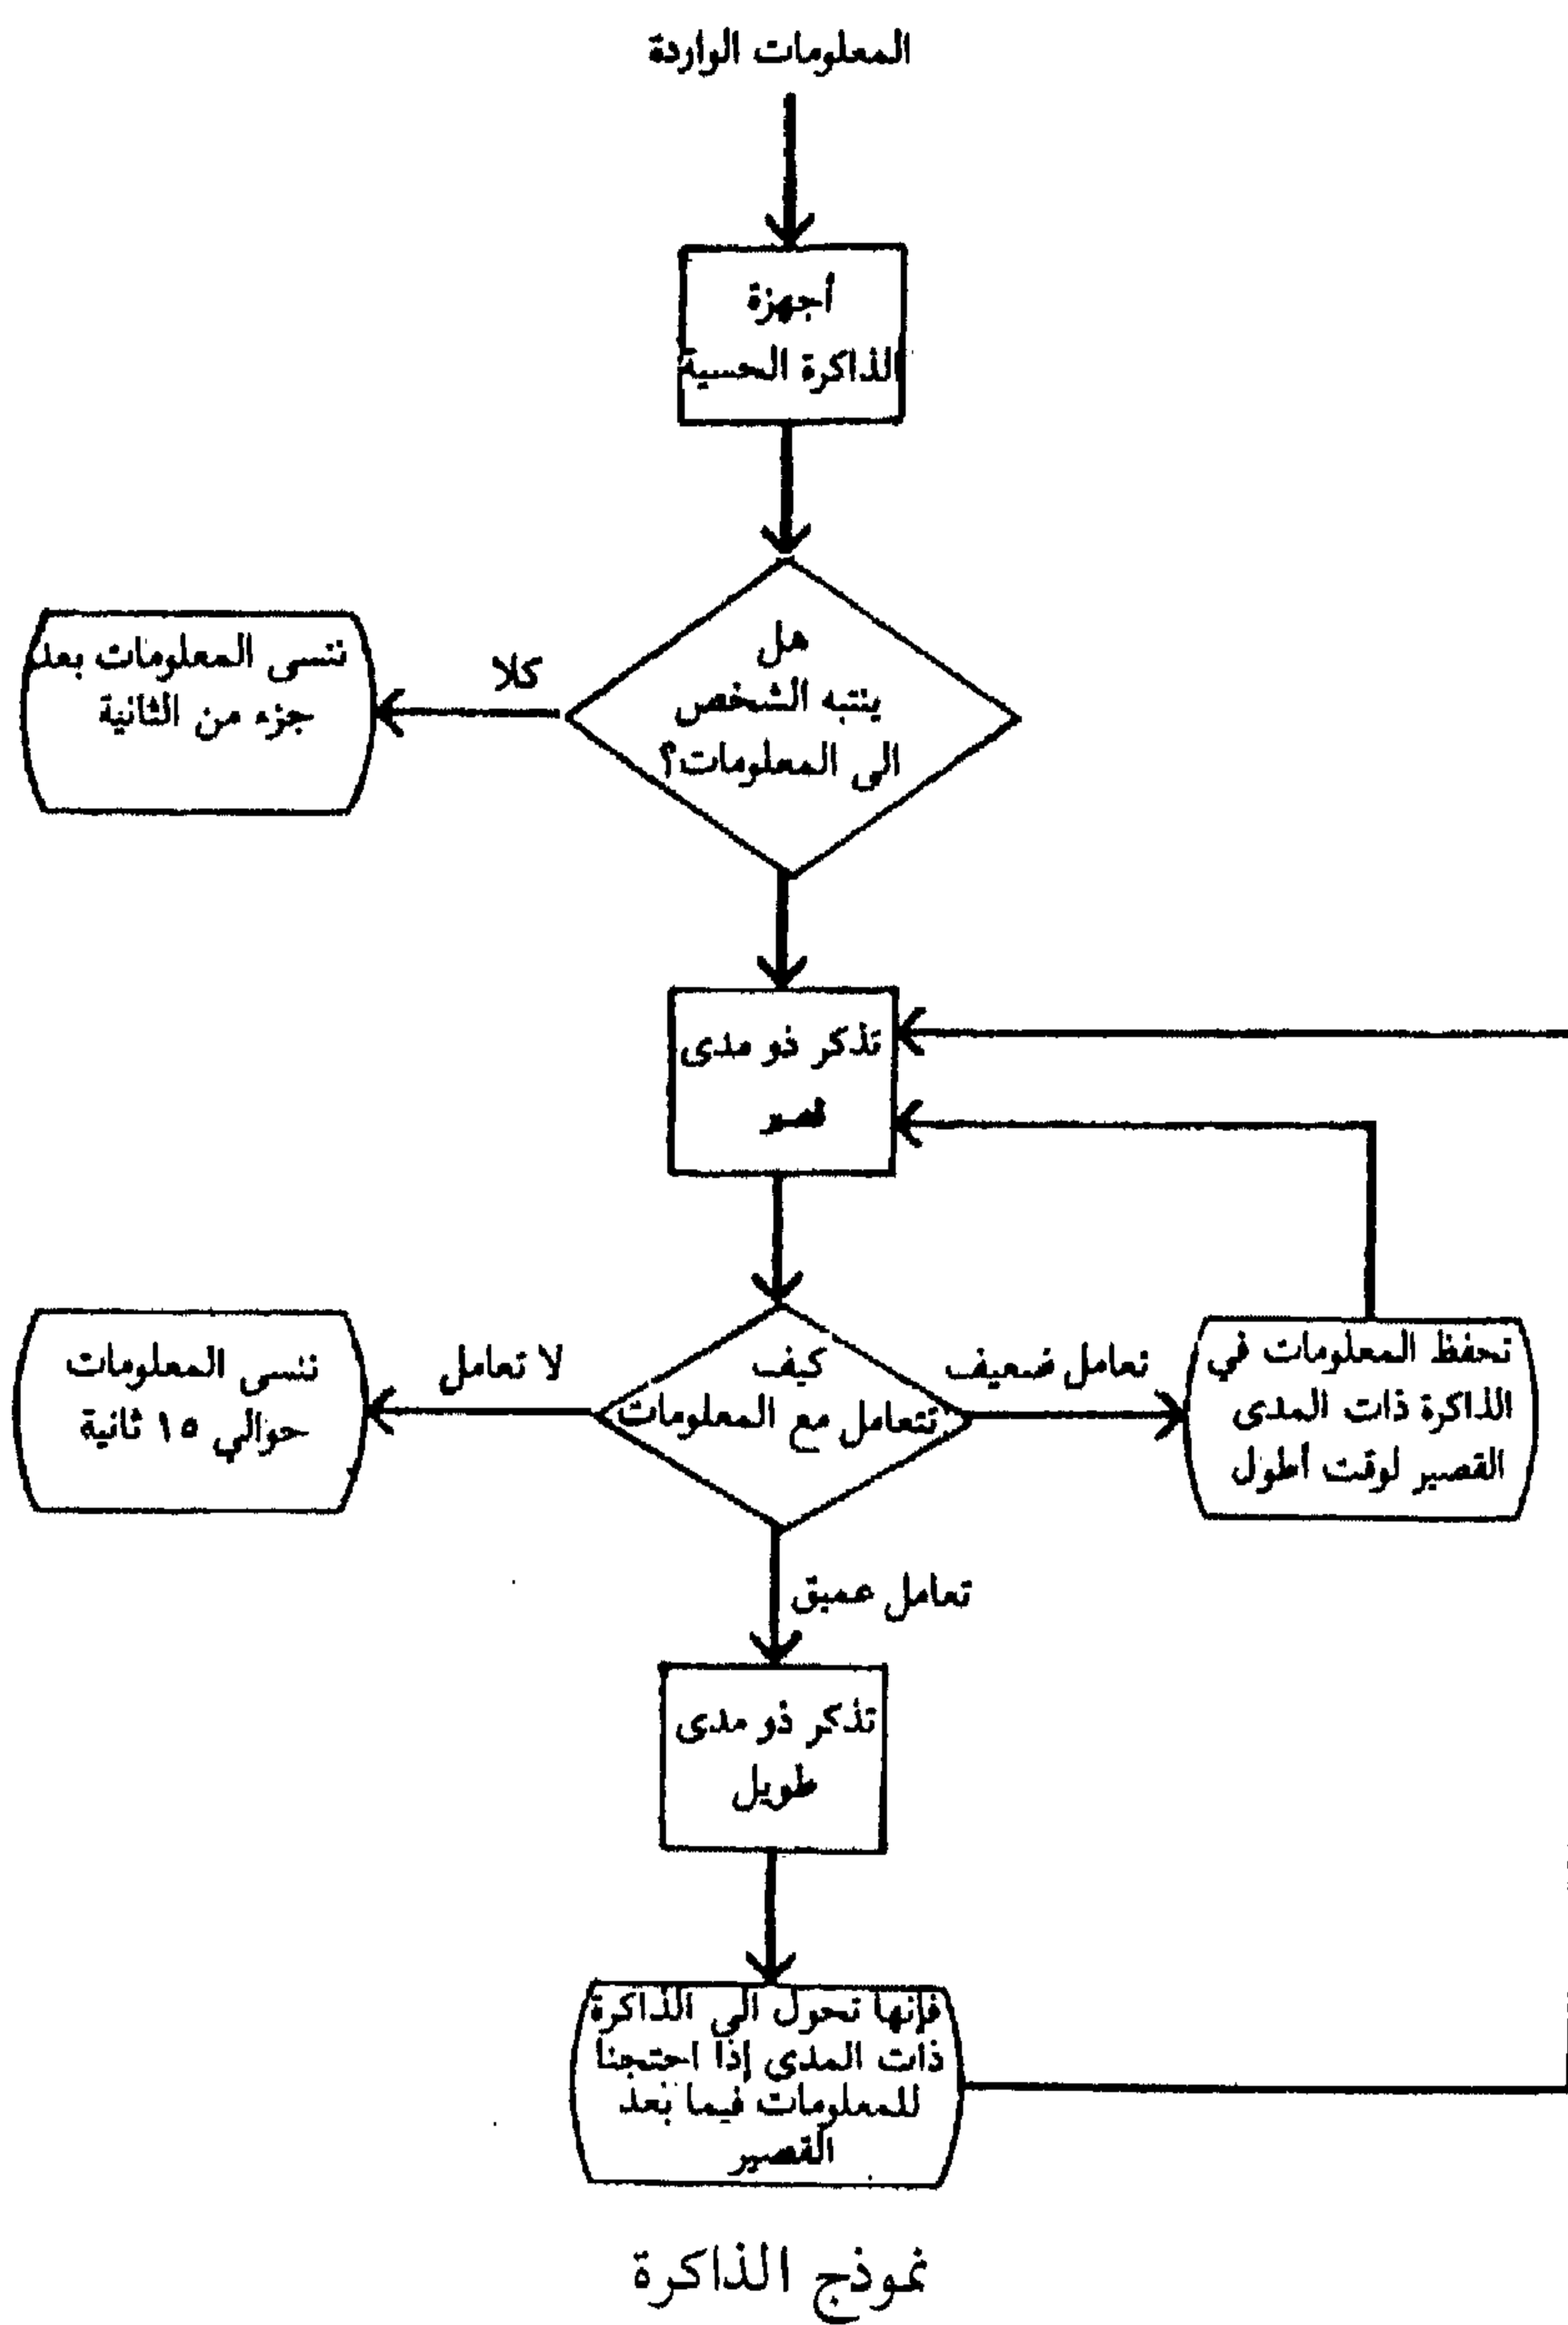 المعلومات الواردة
أجهزة
الذاكرة الحسية
هل
ينتبه الشخص
الى المعلومات؟
كلا
ننسى المعلومات بعد
جزء من الثانية
تذكر ذو مدى
قصير
كيف
تتعامل مع المعلومات
تعامل ضعيف
تحفظ المعلومات في
الذاكرة ذات المدى
القصير لوقت أطول
لا تعامل
ننسى المعلومات
حوالي ١٥ ثانية
تعامل عميق
تذكر ذو مدى
طويل
فإنها تحول الى الذاكرة
ذات المدى إذا احتجنا
للمعلومات فيما بعد
القصير
نموذج الذاكرة